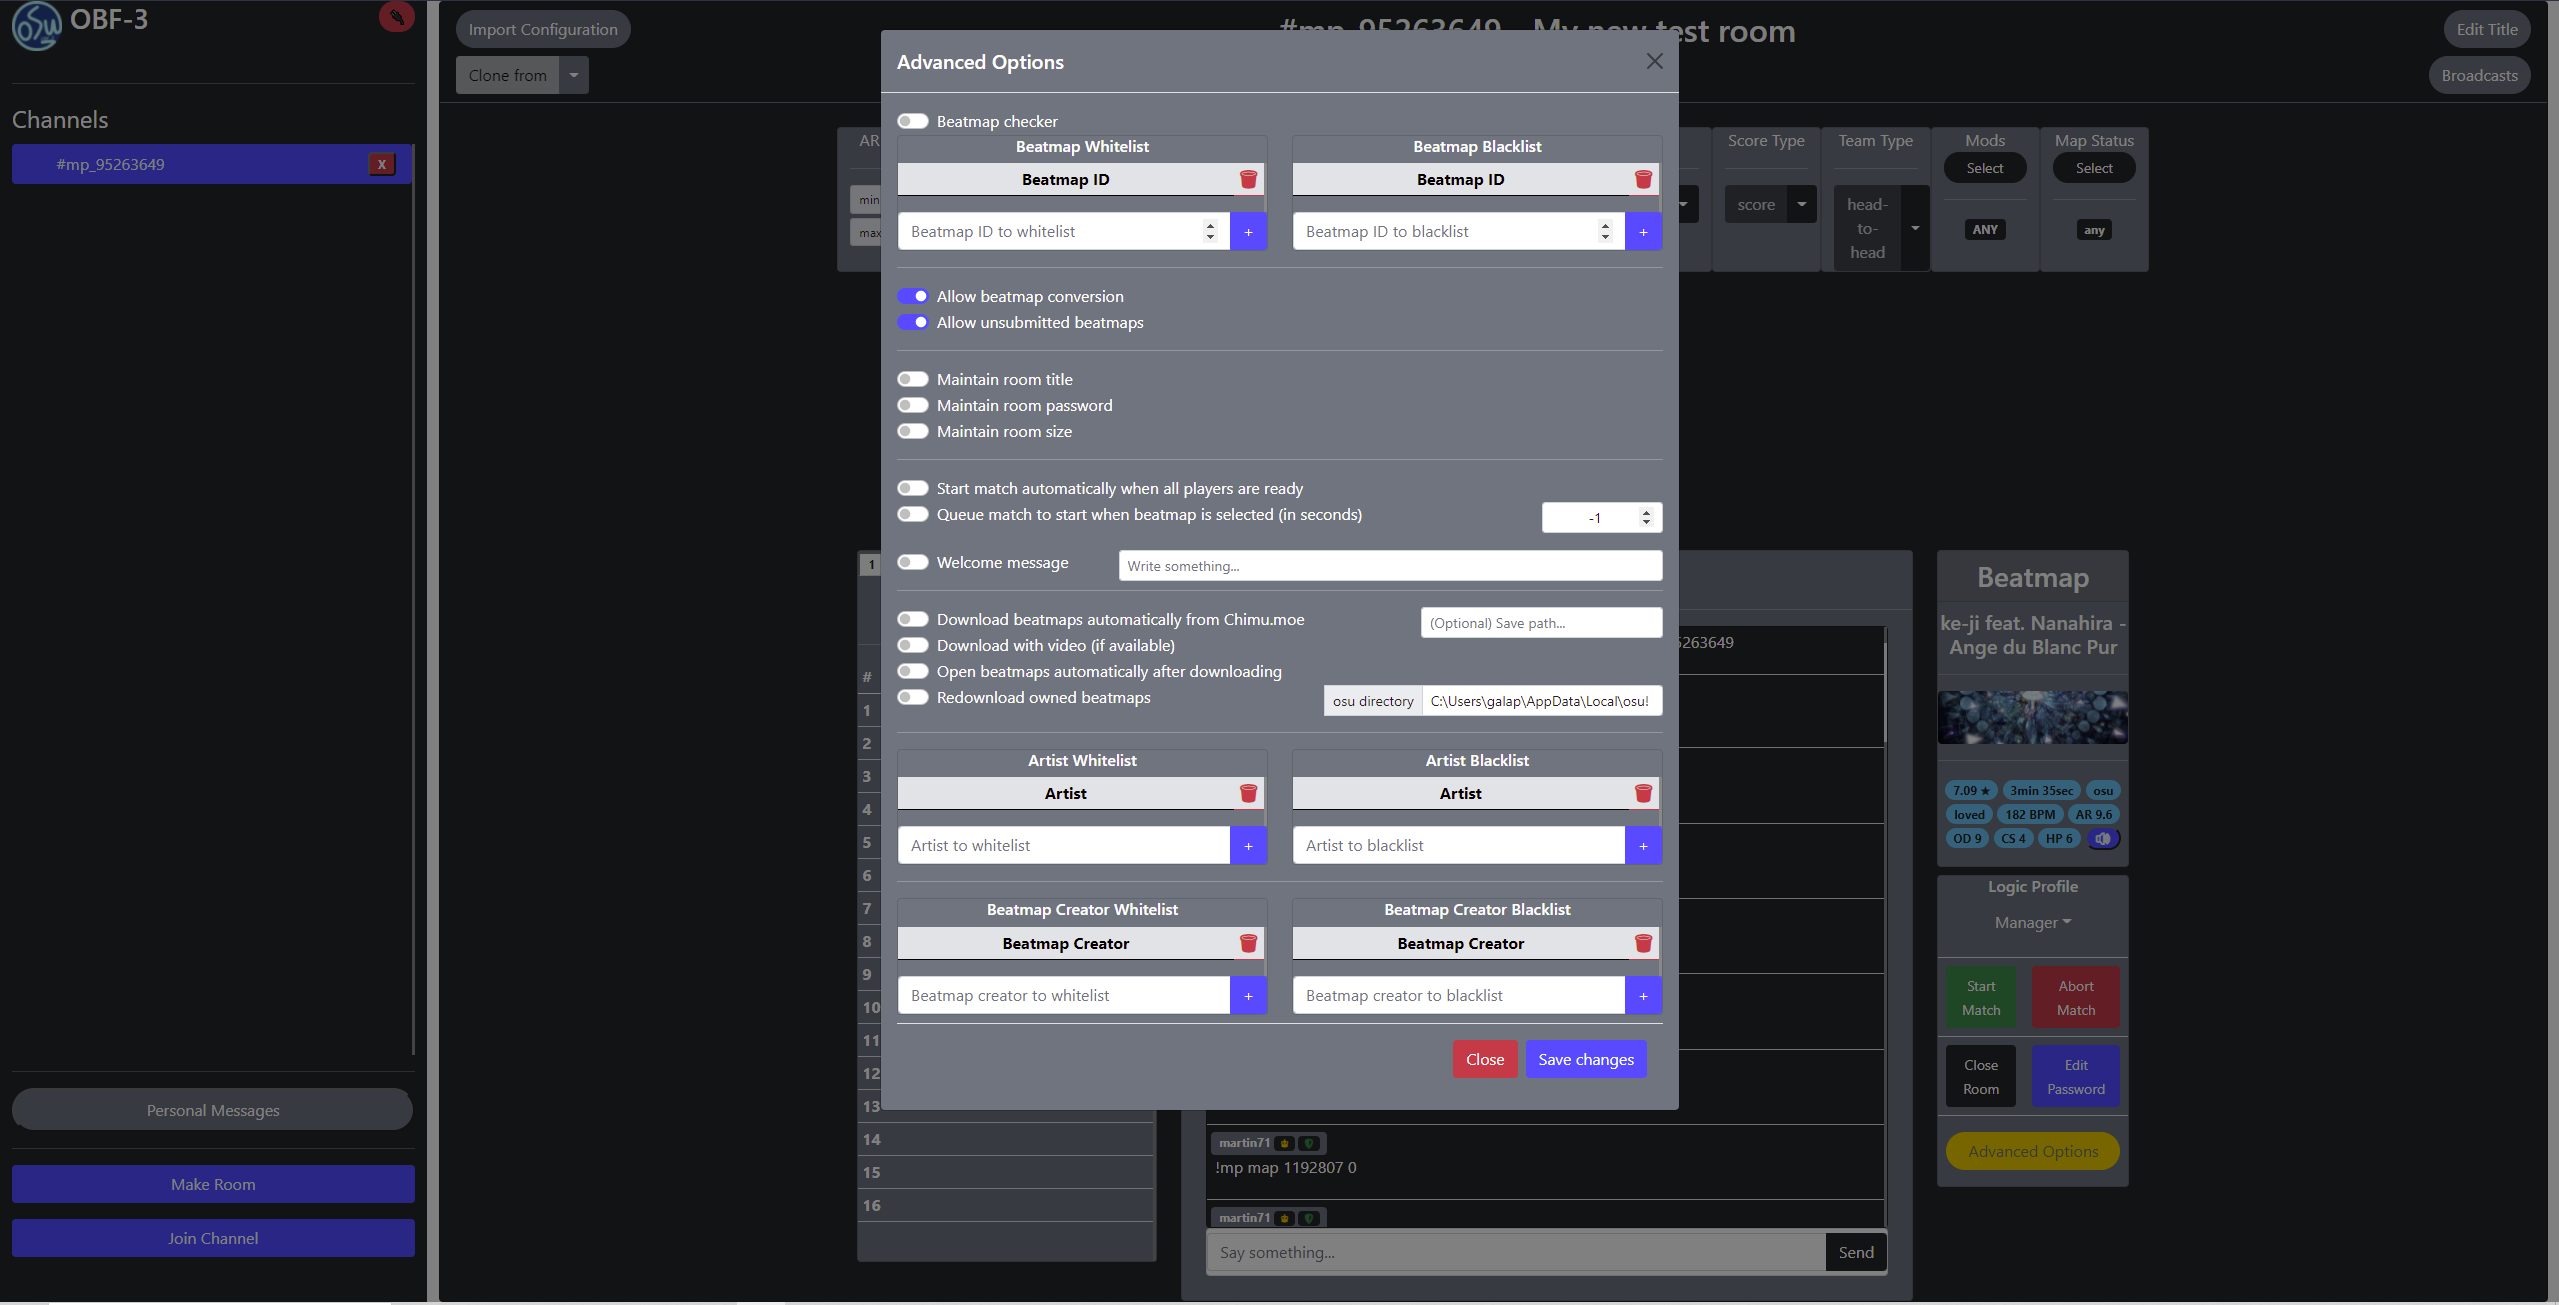 OBF-3
Channels
#mp_95263649
X
Personal Messages
Make Room
Join Channel
Import Configuration
Clone from
#mp_95263649 - My new test room
Edit Title
Broadcasts
AR
min
max
Score Type
score
Team Type
head-
to-
head
Mods
Select
ANY
Map Status
Select
any
Advanced Options
Beatmap checker
Beatmap Whitelist
Beatmap ID
Beatmap ID to whitelist
+
Beatmap Blacklist
Beatmap ID
Beatmap ID to blacklist
+
Allow beatmap conversion
Allow unsubmitted beatmaps
Maintain room title
Maintain room password
Maintain room size
Start match automatically when all players are ready
Queue match to start when beatmap is selected (in seconds)
-1
Welcome message
Write something...
Download beatmaps automatically from Chimu.moe
(Optional) Save path...
Download with video (if available)
Open beatmaps automatically after downloading
Redownload owned beatmaps
osu directory
C:\Users\galap\AppData\Local\osu!
Artist Whitelist
Artist
Artist to whitelist
+
Artist Blacklist
Artist
Artist to blacklist
+
Beatmap Creator Whitelist
Beatmap Creator
Beatmap creator to whitelist
+
Beatmap Creator Blacklist
Beatmap Creator
Beatmap creator to blacklist
+
Close
Save changes
1
#
1
2
3
4
5
6
7
8
9
10
11
12
13
14
15
16
5263649
martin71
!mp map 1192807 0
martin71
Say something...
Send
Beatmap
ke-ji feat. Nanahira -
Ange du Blanc Pur
7.09 ★ 3min 35sec osu
loved 182 BPM AR 9.6
OD 9 CS 4 HP 6
Logic Profile
Manager
Start
Match
Abort
Match
Close
Room
Edit
Password
Advanced Options